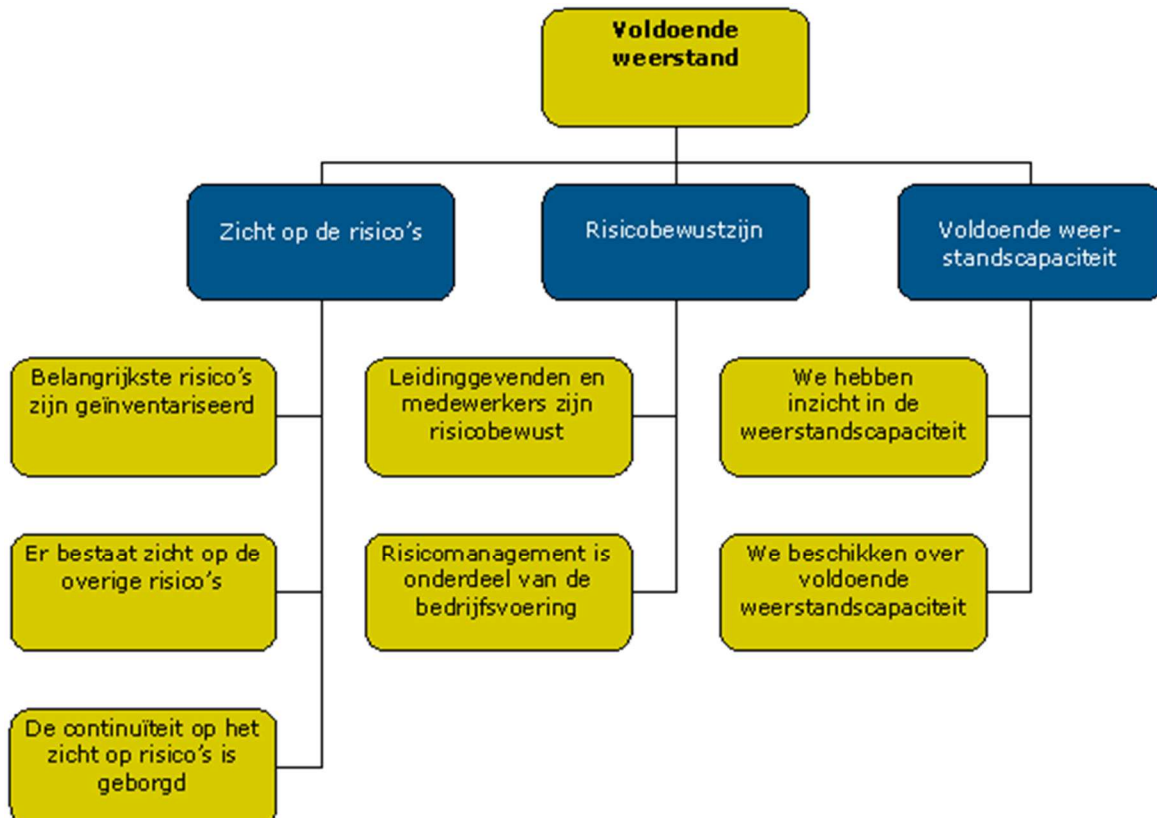 Voldoende
weerstand
Zicht op de risico's
Risicobewustzijn
Voldoende weer-
standscapaciteit
Belangrijkste risico's
zijn geïnventariseerd
Er bestaat zicht op de
overige risico's
De continuïteit op het
zicht op risico's is
geborgd
Leidinggevenden en
medewerkers zijn
risicobewust
Risicomanagement is
onderdeel van de
bedrijfsvoering
We hebben
inzicht in de
weerstandscapaciteit
We beschikken over
voldoende
weerstandscapaciteit